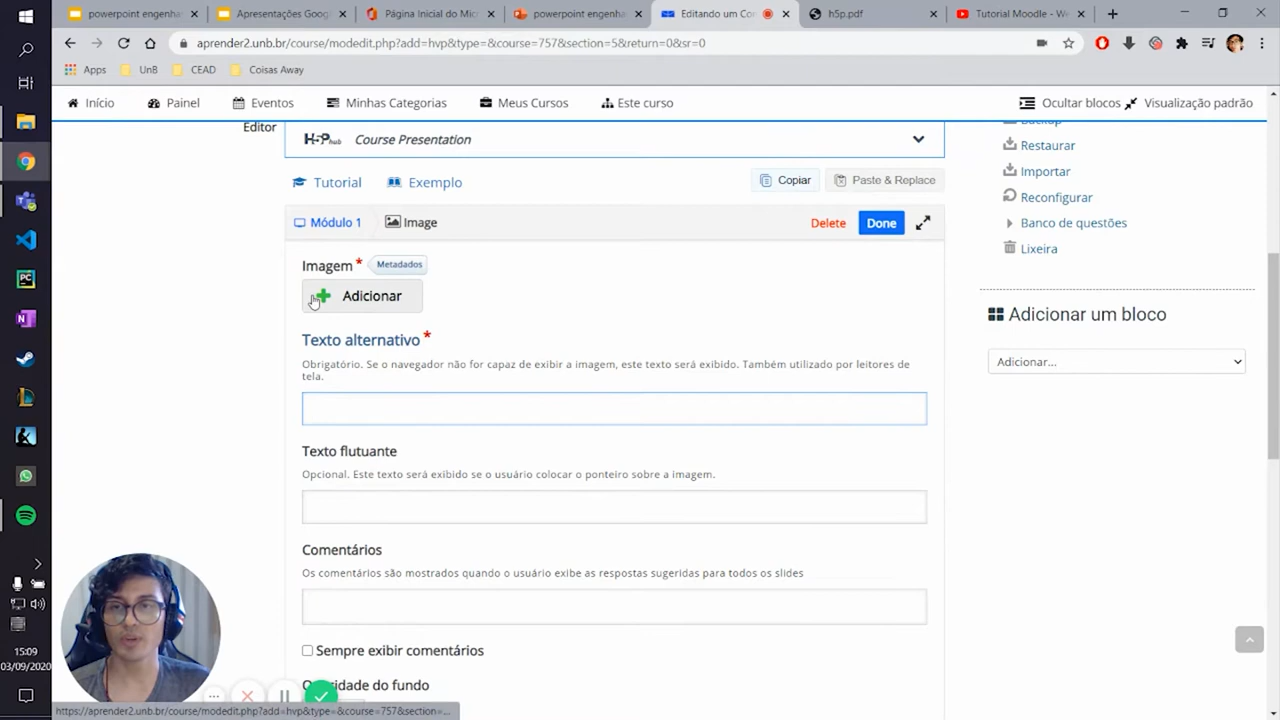 powerpoint engenha
Apresentações Goog
Página Inicial do Mic
powerpoint engenha
Editando um Co
h5p.pdf
Tutorial Moodle - We
aprender2.unb.br/course/modedit.php?add=hvp&type=&course=757&section=5&return=0&sr=0
Apps
UnB
CEAD
Coisas Away
Início
Painel
Eventos
Minhas Categorias
Meus Cursos
Este curso
Ocultar blocos
Visualização padrão
Editor
H5P hub
Course Presentation
Backup
Restaurar
Importar
Reconfigurar
Banco de questões
Lixeira
Tutorial
Exemplo
Copiar
Paste & Replace
Módulo 1
Image
Delete
Done
Imagem *
Metadados
Adicionar
Adicionar um bloco
Adicionar...
Texto alternativo *
Obrigatório. Se o navegador não for capaz de exibir a imagem, este texto será exibido. Também utilizado por leitores de
tela.
Texto flutuante
Opcional. Este texto será exibido se o usuário colocar o ponteiro sobre a imagem.
Comentários
Os comentários são mostrados quando o usuário exibe as respostas sugeridas para todos os slides
Sempre exibir comentários
15:09
03/09/2020
https://aprender2.unb.br/course/modedit.php?add=hvp&type=&course=757&section=...
do fundo